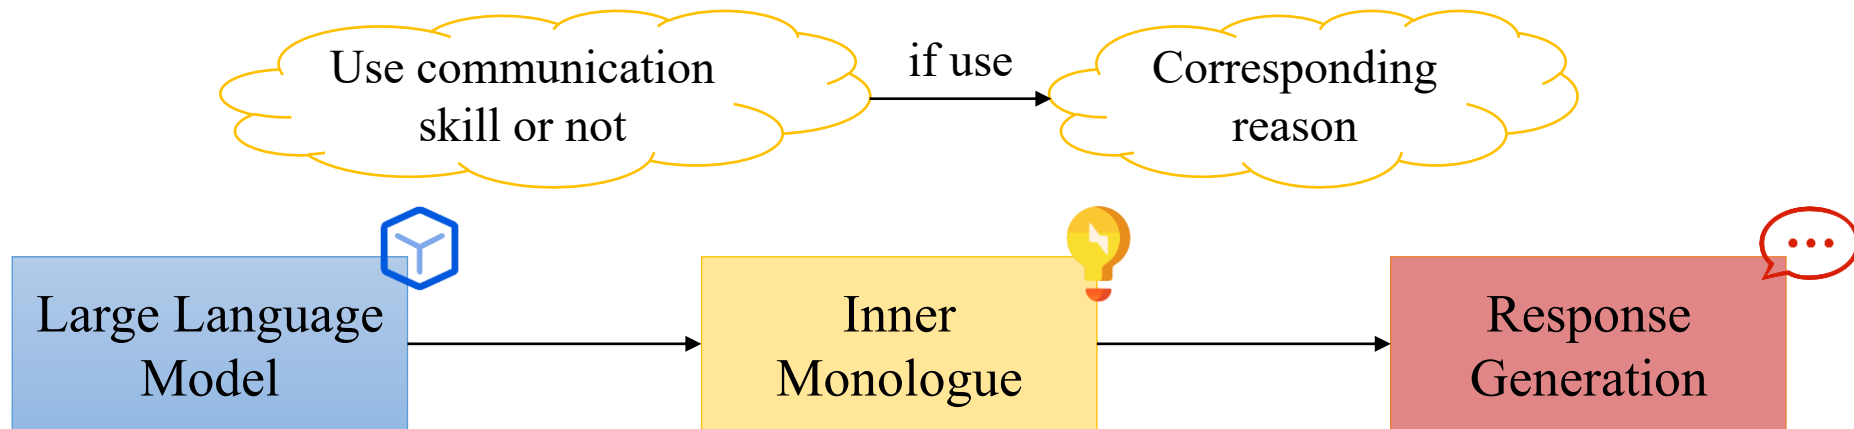 Use communication
skill or not
if use
Corresponding
reason
Large Language
Model
Inner
Monologue
Response
Generation